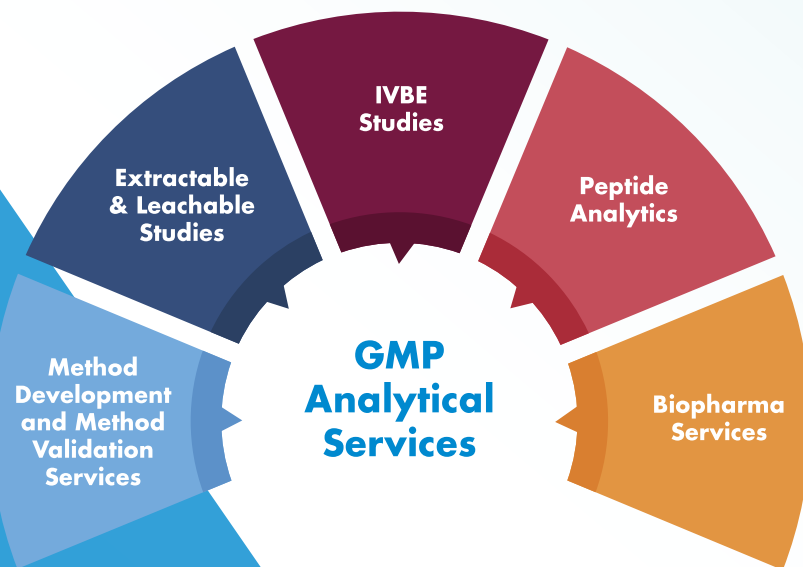 IVBE
Studies
Extractable
& Leachable
Studies
Peptide
Analytics
Method
Development
and Method
Validation
Services
GMP
Analytical
Services
Biopharma
Services